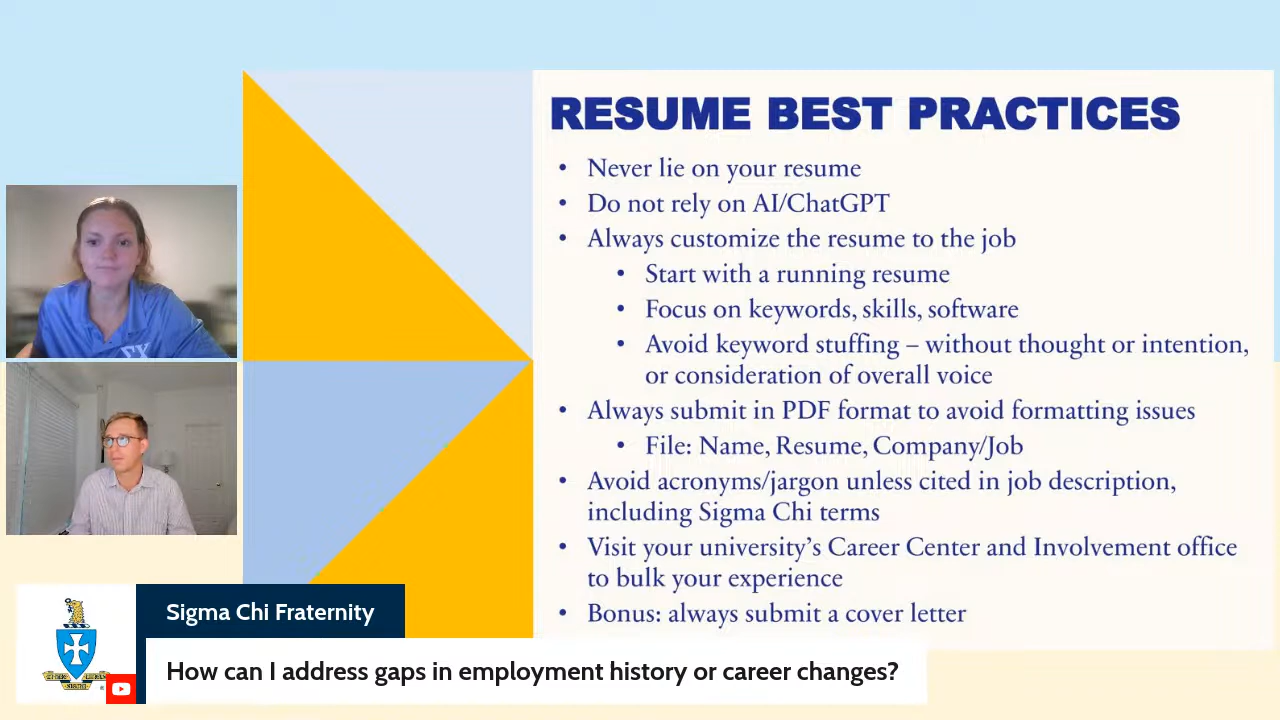 RESUME BEST PRACTICES
• Never lie on your resume
• Do not rely on AI/ChatGPT
• Always customize the resume to the job
• Start with a running resume
• Focus on keywords, skills, software
• Avoid keyword stuffing – without thought or intention,
or consideration of overall voice
• Always submit in PDF format to avoid formatting issues
• File: Name, Resume, Company/Job
• Avoid acronyms/jargon unless cited in job description,
including Sigma Chi terms
• Visit your university's Career Center and Involvement office
to bulk your experience
• Bonus: always submit a cover letter
ΣΧ
Sigma Chi Fraternity
How can I address gaps in employment history or career changes?